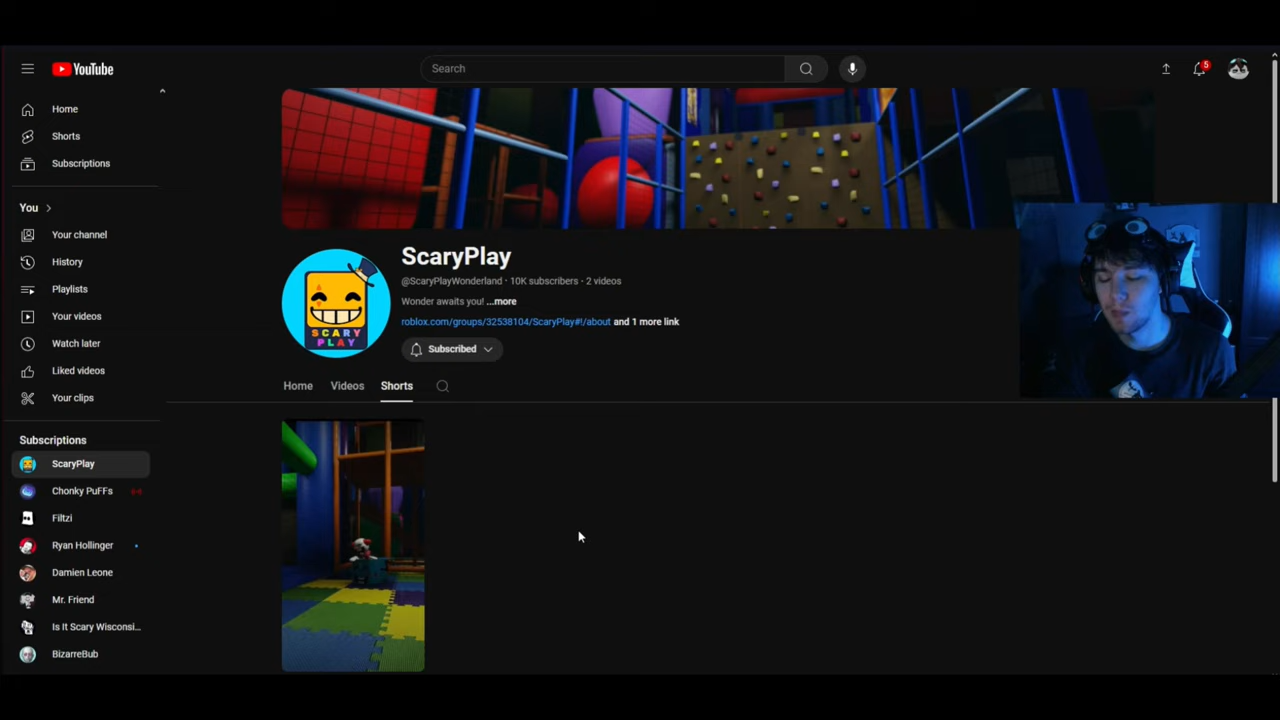 YouTube
Search
5
Home
Shorts
Subscriptions
You
Your channel
History
Playlists
Your videos
Watch later
Liked videos
Your clips
Subscriptions
ScaryPlay
Chonky PuFFs
Filtzi
Ryan Hollinger
Damien Leone
Mr. Friend
Is It Scary Wisconsi...
BizarreBub
SCARY
PLAY
ScaryPlay
@ScaryPlayWonderland · 10K subscribers · 2 videos
Wonder awaits you! ...more
roblox.com/groups/32538104/ScaryPlay#!/about and 1 more link
Subscribed
Home Videos Shorts